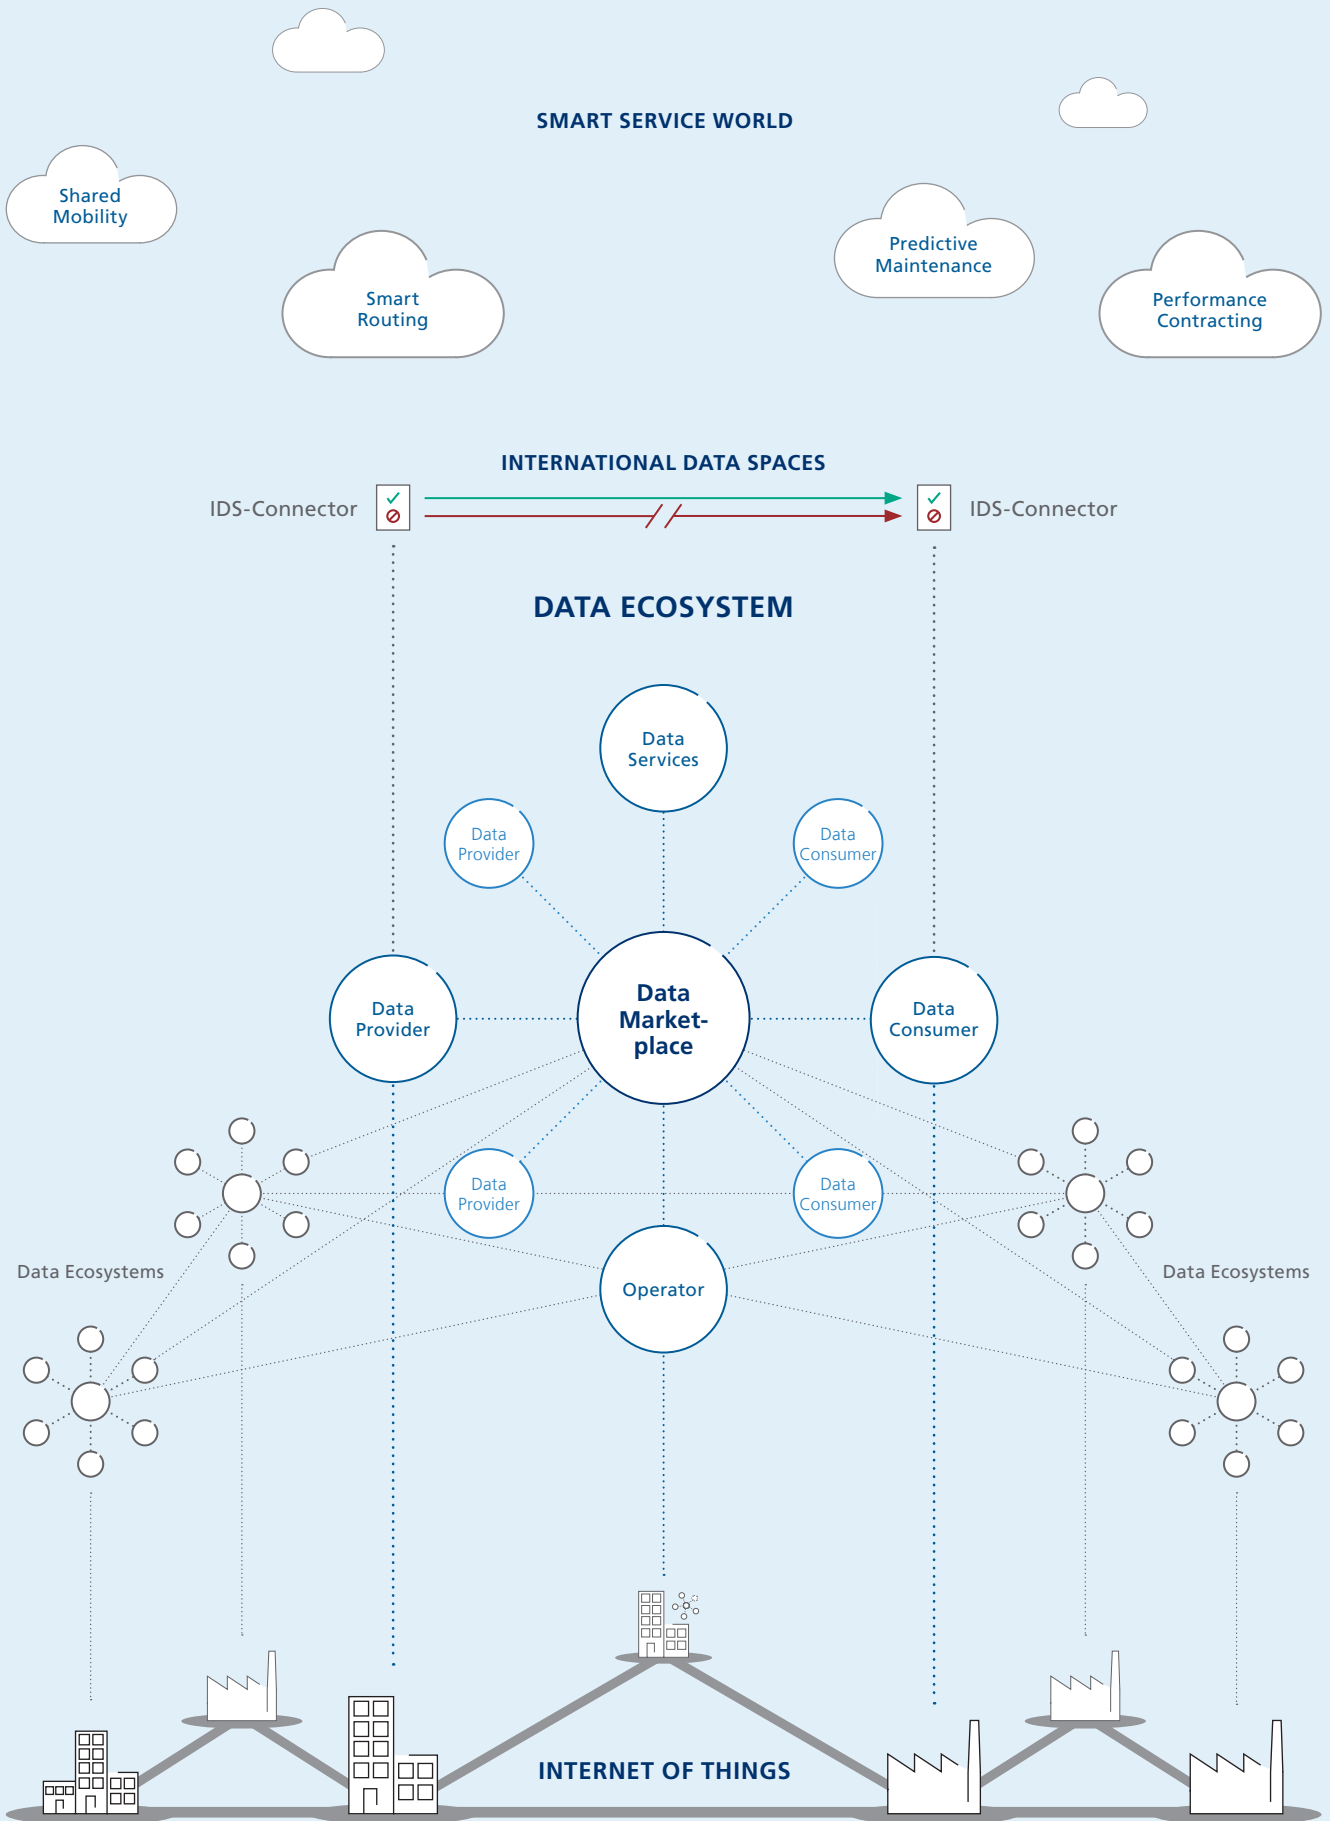 SMART SERVICE WORLD
Shared
Mobility
Smart
Routing
Predictive
Maintenance
Performance
Contracting
INTERNATIONAL DATA SPACES
IDS-Connector
IDS-Connector
DATA ECOSYSTEM
Data
Services
Data
Provider
Data
Consumer
Data
Provider
Data
Market-
place
Data
Consumer
Data
Provider
Data
Consumer
Data Ecosystems
Operator
Data Ecosystems
INTERNET OF THINGS